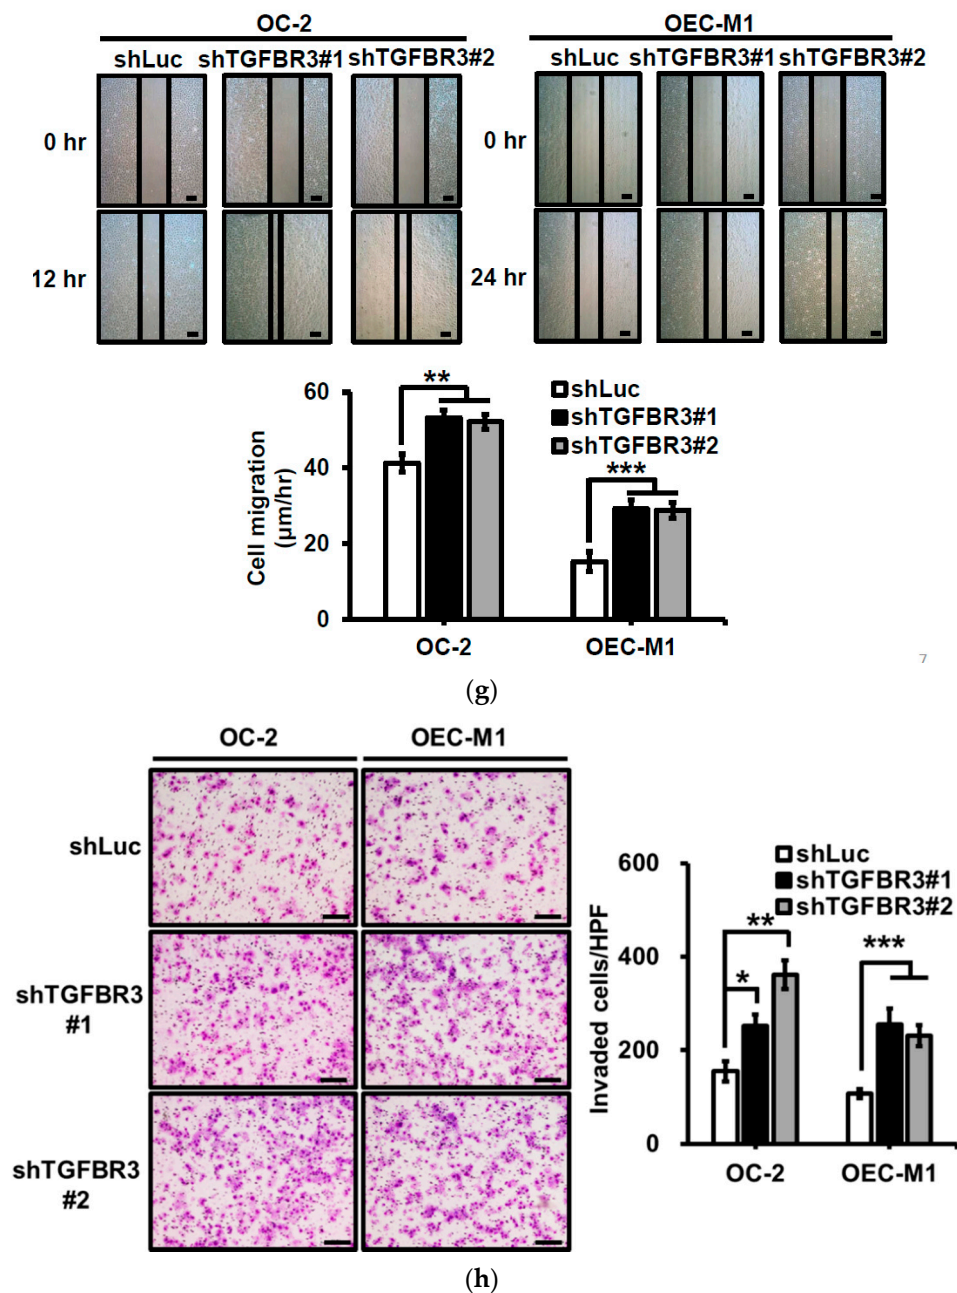 OC-2 OEC-M1
shLuc shTGFBR3#1 shTGFBR3#2 shLuc shTGFBR3#1 shTGFBR3#2
0 hr 0 hr
12 hr 24 hr
60
40
20
0
Cell migration
(μm/hr)
**
***
shLuc
shTGFBR3#1
shTGFBR3#2
OC-2 OEC-M1
7
(g)
OC-2 OEC-M1
shLuc
shTGFBR3
#1
shTGFBR3
#2
600
400
200
0
Invaded cells/HPF
shLuc
shTGFBR3#1
shTGFBR3#2
**
*
***
OC-2 OEC-M1
(h)